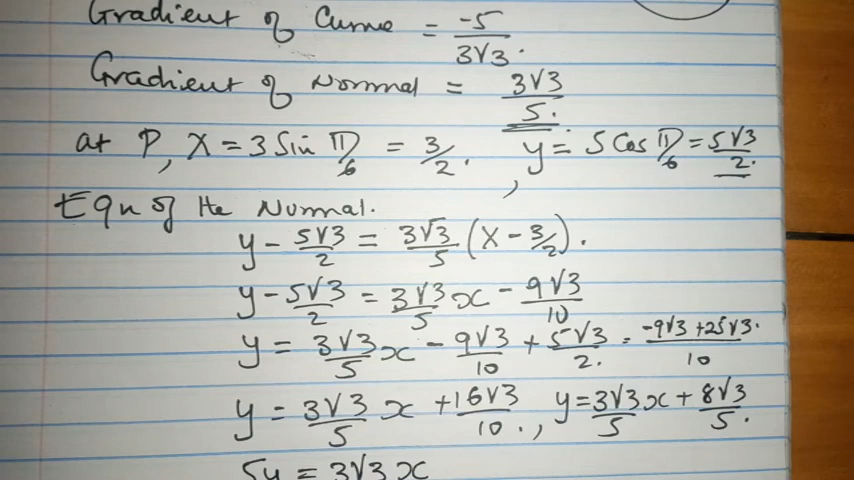 Gradient of Curve = -5/3√3.
Gradient of Normal = 3√3/5.
at P, x = 3 Sin π/6 = 3/2. , y = 5 Cos π/6 = 5√3/2.
Eqn of the Normal.
y - 5√3/2 = 3√3/5 (x - 3/2).
y - 5√3/2 = 3√3/5 x - 9√3/10
y = 3√3/5 x - 9√3/10 + 5√3/2. = -9√3+25√3./10
y = 3√3/5 x + 16√3/10., y = 3√3/5 x + 8√3/5.
5y = 3√3 x